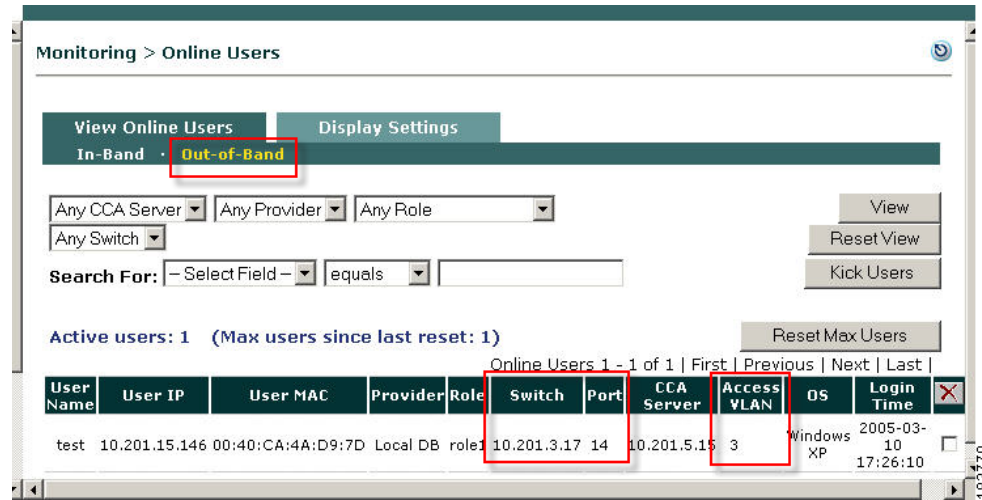 Monitoring > Online Users
View Online Users Display Settings
In-Band · Out-of-Band
Any CCA Server Any Provider Any Role View
Any Switch Reset View
Search For: – Select Field – equals Kick Users
Active users: 1 (Max users since last reset: 1) Reset Max Users
Online Users 1 - 1 of 1 | First | Previous | Next | Last |
User Name User IP User MAC Provider Role Switch Port CCA Server Access VLAN OS Login Time
test 10.201.15.146 00:40:CA:4A:D9:7D Local DB role1 10.201.3.17 14 10.201.5.15 3 Windows XP 2005-03-10 17:26:10